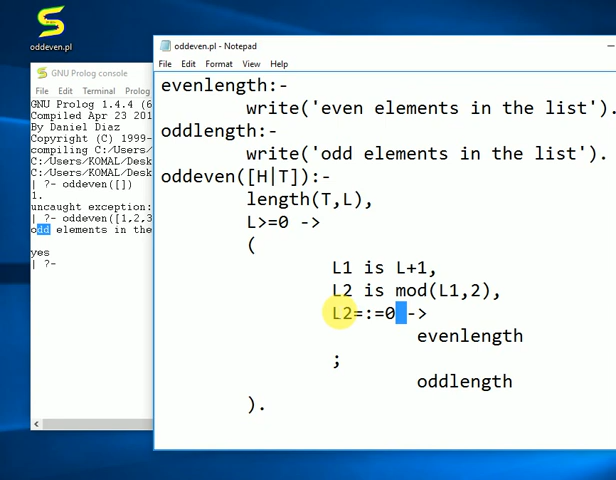 oddeven.pl
oddeven.pl - Notepad
File Edit Format View Help
evenlength:-
write('even elements in the list').
oddlength:-
write('odd elements in the list').
oddeven([H|T]):-
length(T,L),
L>=0 ->
(
L1 is L+1,
L2 is mod(L1,2),
L2=:=0 ->
evenlength
;
oddlength
).
GNU Prolog console
File Edit Terminal Prolog
GNU Prolog 1.4.4 (6
Compiled Apr 23 201
By Daniel Diaz
Copyright (C) 1999-
compiling C:/Users/
C:/Users/KOMAL/Desk
C:/Users/KOMAL/Desk
| ?- oddeven([])
1.
uncaught exception:
| ?- oddeven([1,2,3
odd elements in the
yes
| ?-